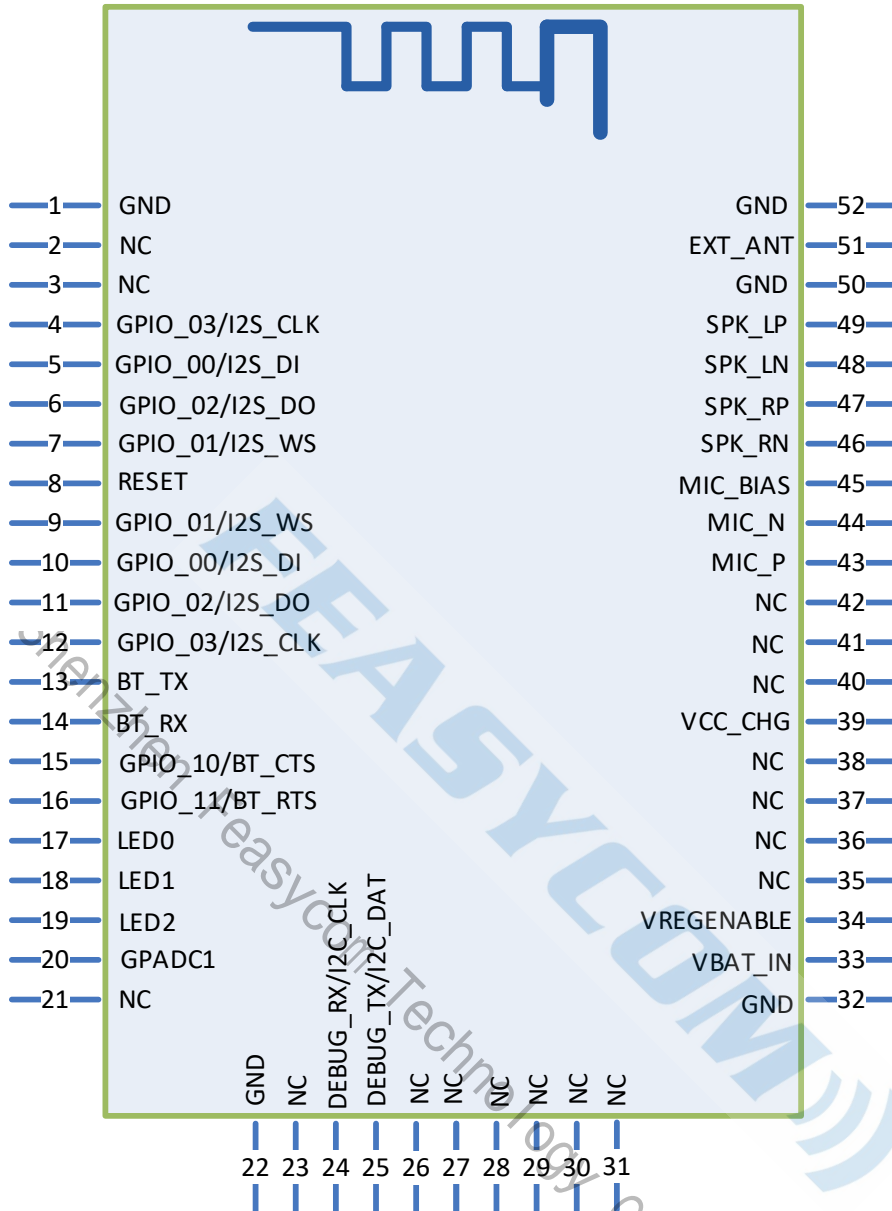 1 GND GND 52
2 NC EXT_ANT 51
3 NC GND 50
4 GPIO_03/I2S_CLK SPK_LP 49
5 GPIO_00/I2S_DI SPK_LN 48
6 GPIO_02/I2S_DO SPK_RP 47
7 GPIO_01/I2S_WS SPK_RN 46
8 RESET MIC_BIAS 45
9 GPIO_01/I2S_WS MIC_N 44
10 GPIO_00/I2S_DI MIC_P 43
11 GPIO_02/I2S_DO NC 42
12 GPIO_03/I2S_CLK NC 41
13 BT_TX NC 40
14 BT_RX VCC_CHG 39
15 GPIO_10/BT_CTS NC 38
16 GPIO_11/BT_RTS NC 37
17 LED0 NC 36
18 LED1 NC 35
19 LED2 VREGENABLE 34
20 GPADC1 VBAT_IN 33
21 NC GND 32
GND
NC
DEBUG_RX/I2C_CLK
DEBUG_TX/I2C_DAT
NC
NC
NC
NC
NC
NC
22 23 24 25 26 27 28 29 30 31
FEASYCOM
Shenzhen Feasycom Technology